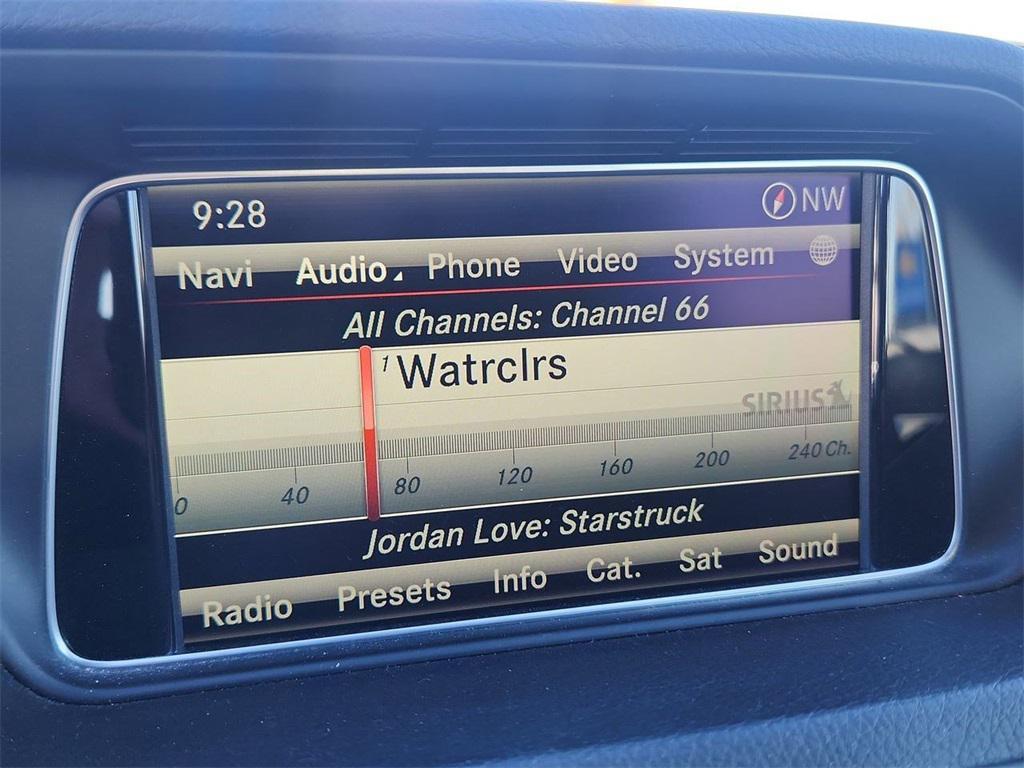 9:28 NW
Navi Audio Phone Video System
All Channels: Channel 66
1 Watrclrs
SIRIUS
0 40 80 120 160 200 240 Ch.
Jordan Love: Starstruck
Radio Presets Info Cat. Sat Sound